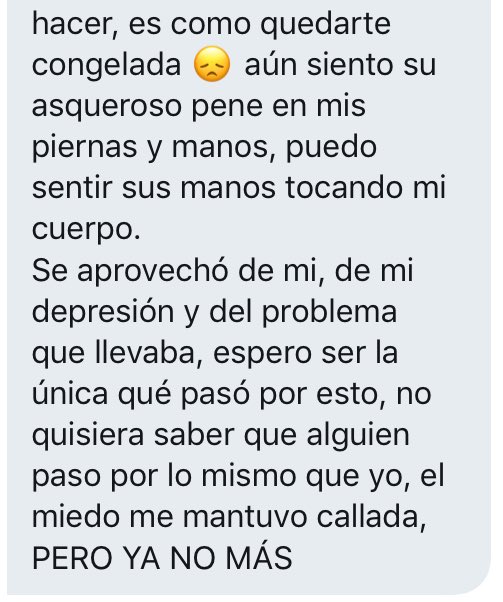 hacer, es como quedarte
congelada 😞 aún siento su
asqueroso pene en mis
piernas y manos, puedo
sentir sus manos tocando mi
cuerpo.
Se aprovechó de mi, de mi
depresión y del problema
que llevaba, espero ser la
única qué pasó por esto, no
quisiera saber que alguien
paso por lo mismo que yo, el
miedo me mantuvo callada,
PERO YA NO MÁS